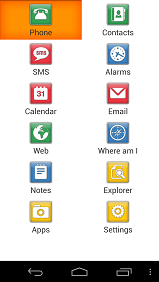 Phone Contacts
SMS
SMS Alarms
31
Calendar Email
Web Where am I
Notes Explorer
Apps Settings